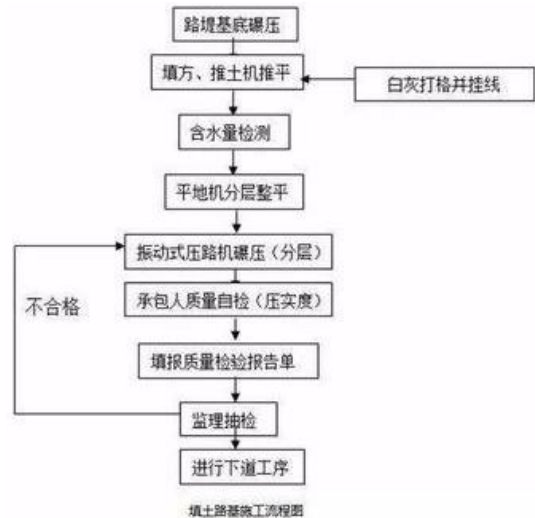 路堤基底碾压
填方、推土机推平
白灰打格并挂线
含水量检测
平地机分层整平
振动式压路机碾压（分层）
承包人质量自检（压实度）
不合格
填报质量检验报告单
监理抽检
进行下道工序
填土路基施工流程图